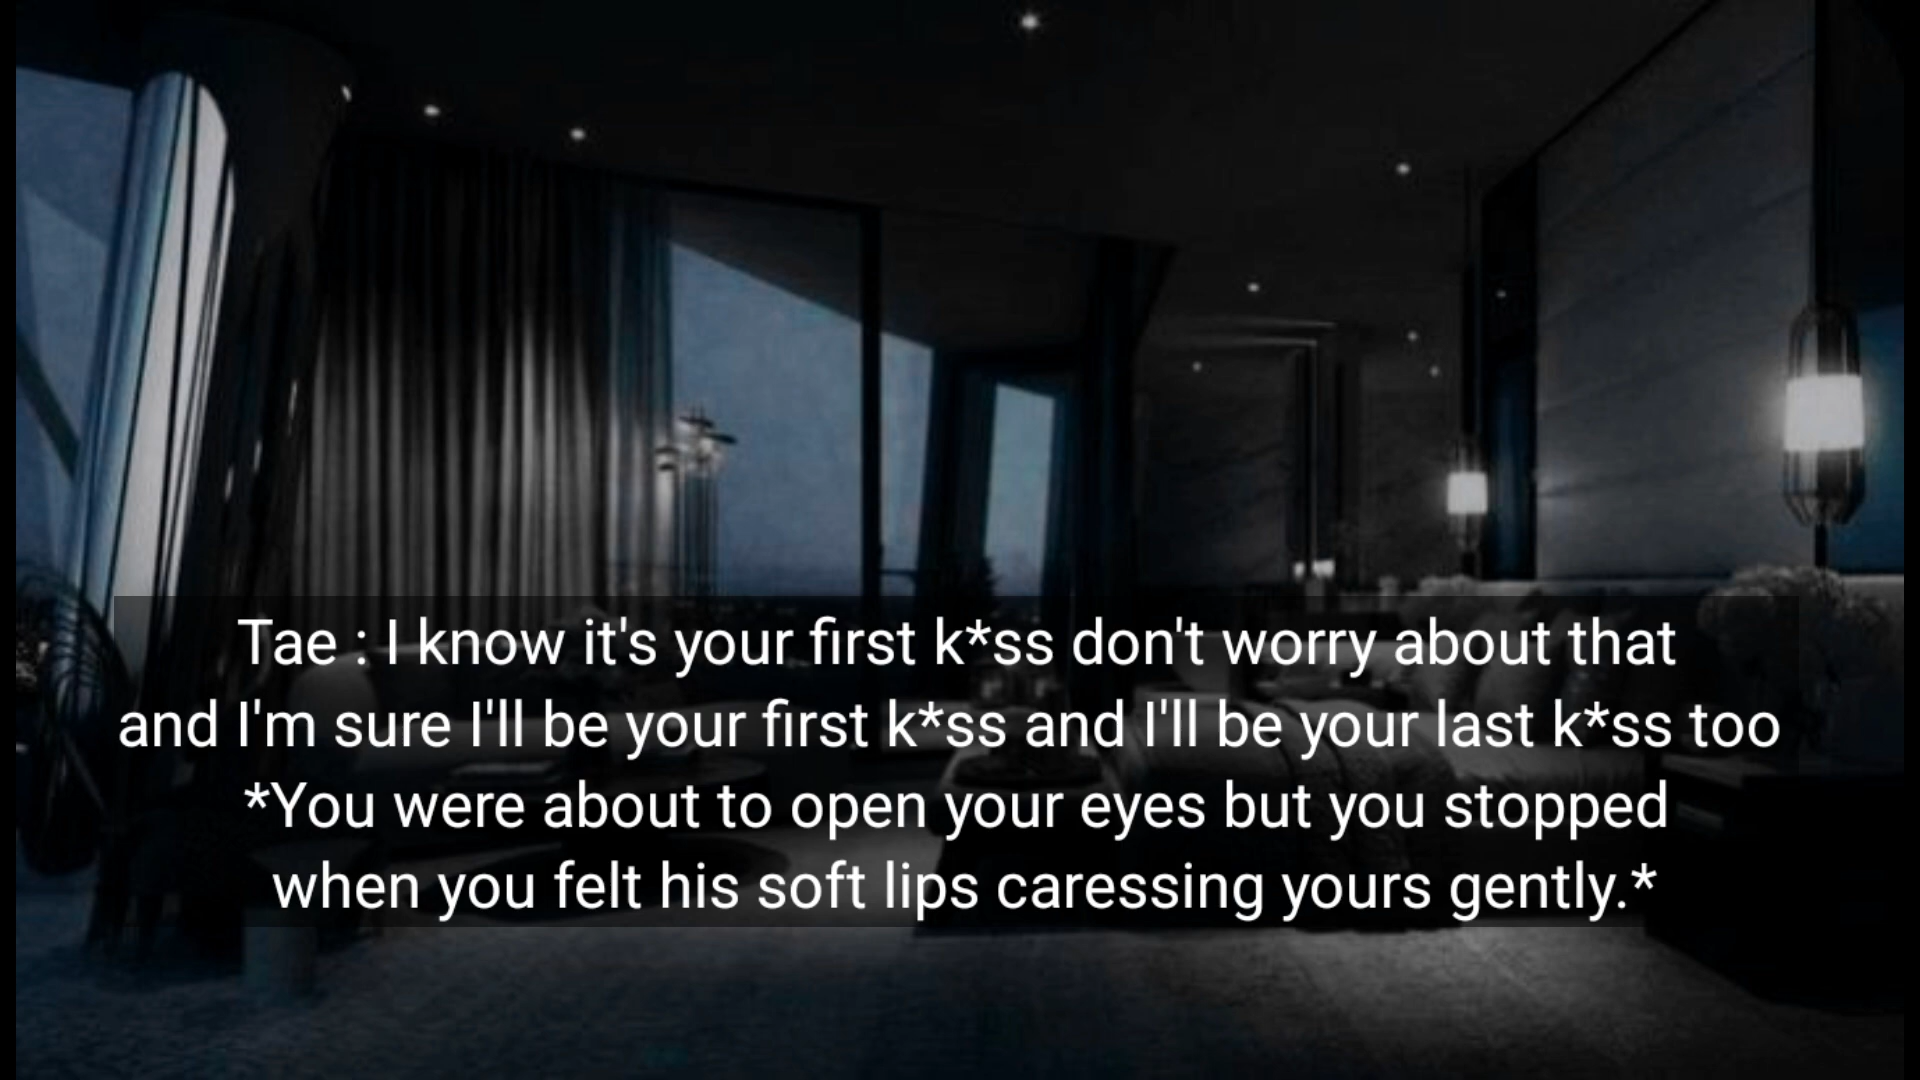 Tae : I know it's your first k*ss don't worry about that
and I'm sure I'll be your first k*ss and I'll be your last k*ss too
*You were about to open your eyes but you stopped
when you felt his soft lips caressing yours gently.*